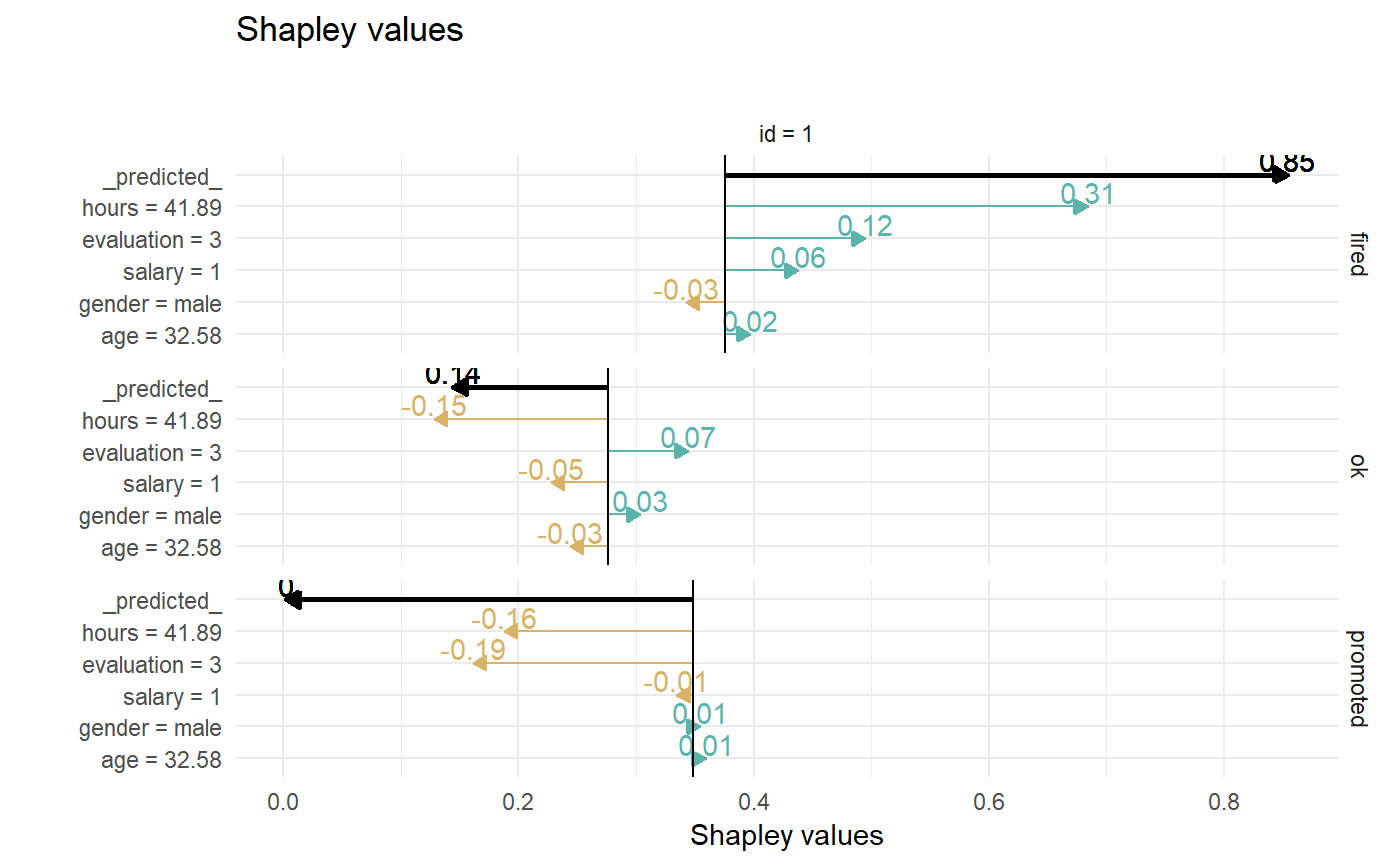 Shapley values
id = 1
_predicted_ 0.85
hours = 41.89 0.31
evaluation = 3 0.12
salary = 1 0.06
gender = male -0.03
age = 32.58 0.02
fired
_predicted_ 0.14
hours = 41.89 -0.15
evaluation = 3 0.07
salary = 1 -0.05
gender = male 0.03
age = 32.58 -0.03
ok
_predicted_ 0
hours = 41.89 -0.16
evaluation = 3 -0.19
salary = 1 -0.01
gender = male 0.01
age = 32.58 0.01
promoted
0.0 0.2 0.4 0.6 0.8
Shapley values